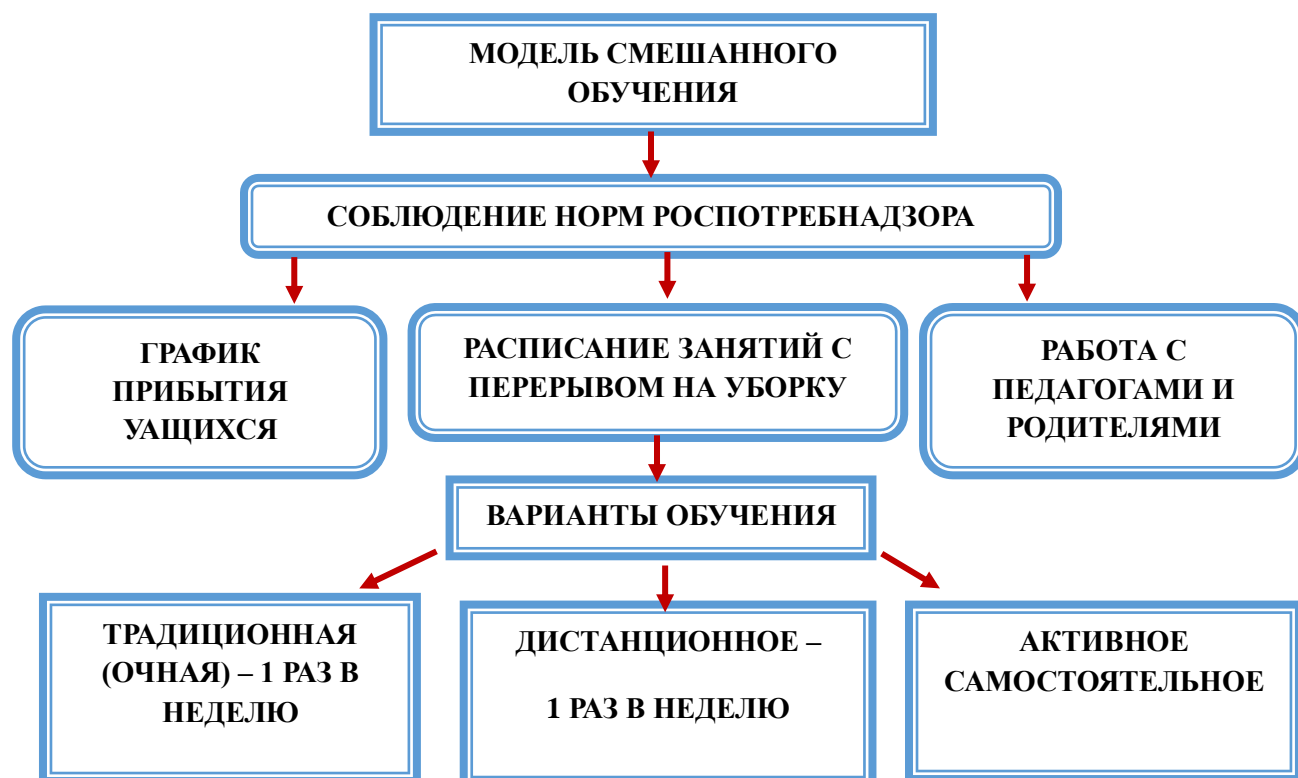 МОДЕЛЬ СМЕШАННОГО
ОБУЧЕНИЯ
СОБЛЮДЕНИЕ НОРМ РОСПОТРЕБНАДЗОРА
ГРАФИК
ПРИБЫТИЯ
УАЩИХСЯ
РАСПИСАНИЕ ЗАНЯТИЙ С
ПЕРЕРЫВОМ НА УБОРКУ
РАБОТА С
ПЕДАГОГАМИ И
РОДИТЕЛЯМИ
ВАРИАНТЫ ОБУЧЕНИЯ
ТРАДИЦИОННАЯ
(ОЧНАЯ) – 1 РАЗ В
НЕДЕЛЮ
ДИСТАНЦИОННОЕ –
1 РАЗ В НЕДЕЛЮ
АКТИВНОЕ
САМОСТОЯТЕЛЬНОЕ